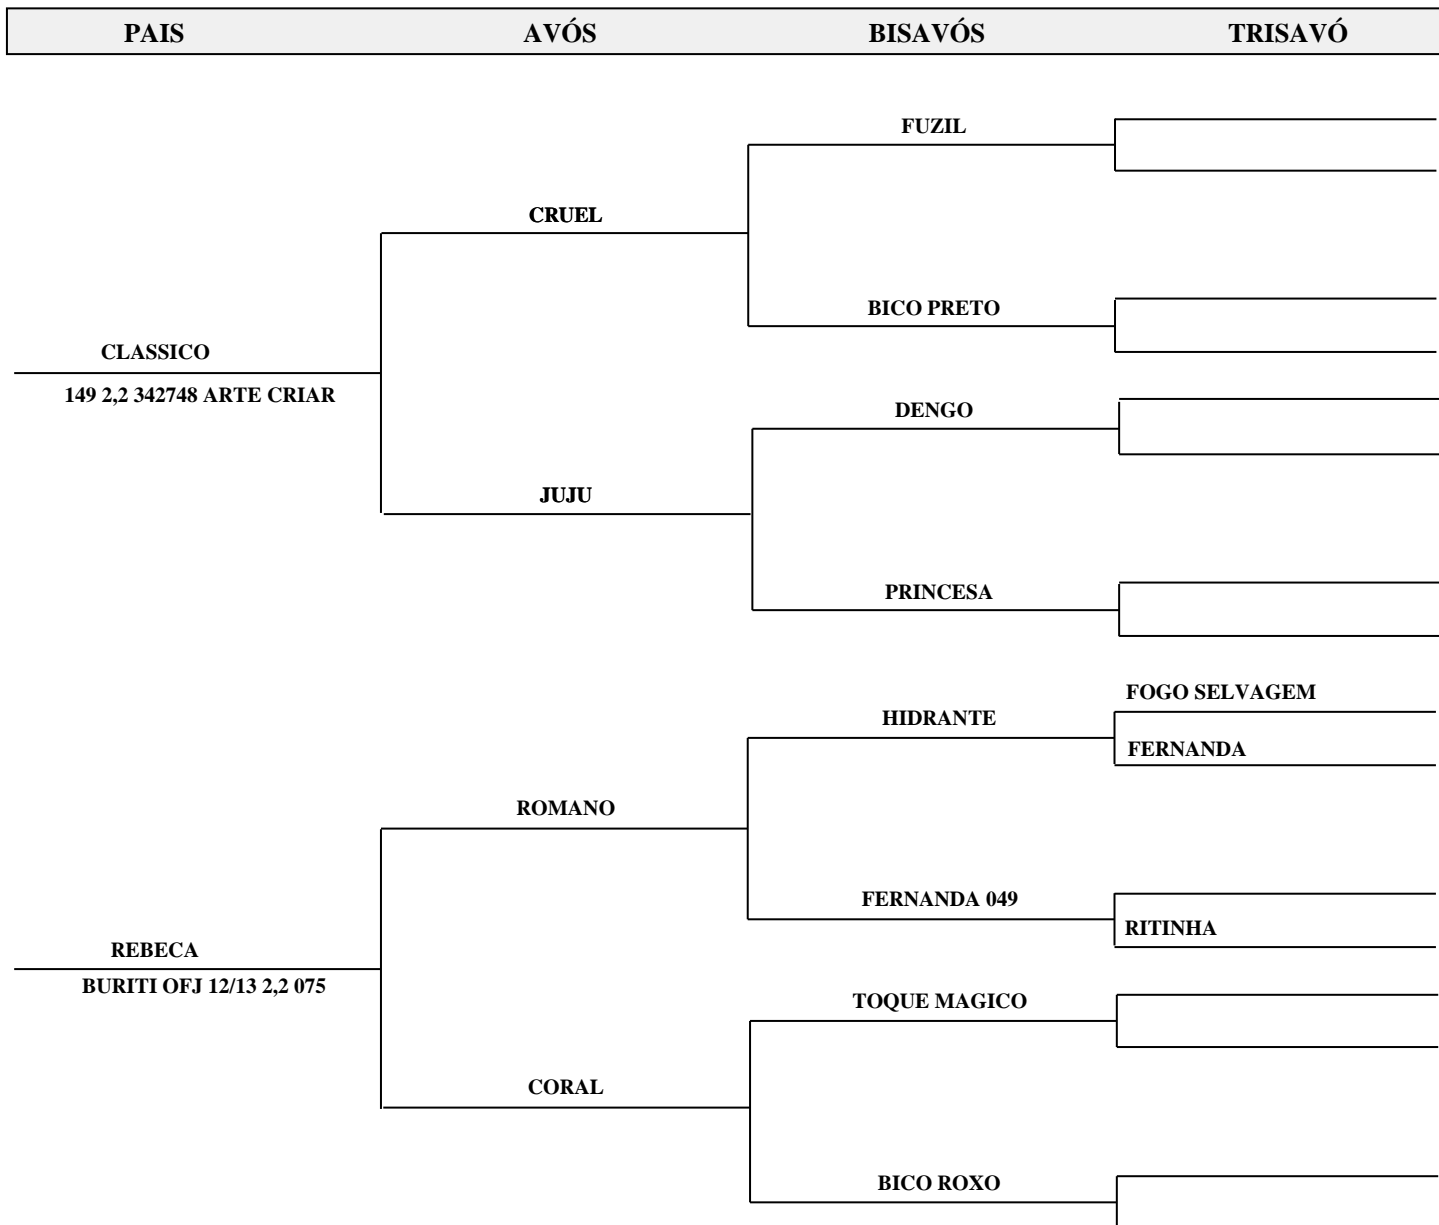 PAIS AVÓS BISAVÓS TRISAVÓ
FUZIL
CRUEL
BICO PRETO
CLASSICO
149 2,2 342748 ARTE CRIAR
DENGO
JUJU
PRINCESA
FOGO SELVAGEM
HIDRANTE
FERNANDA
ROMANO
FERNANDA 049
RITINHA
REBECA
BURITI OFJ 12/13 2,2 075
TOQUE MAGICO
CORAL
BICO ROXO